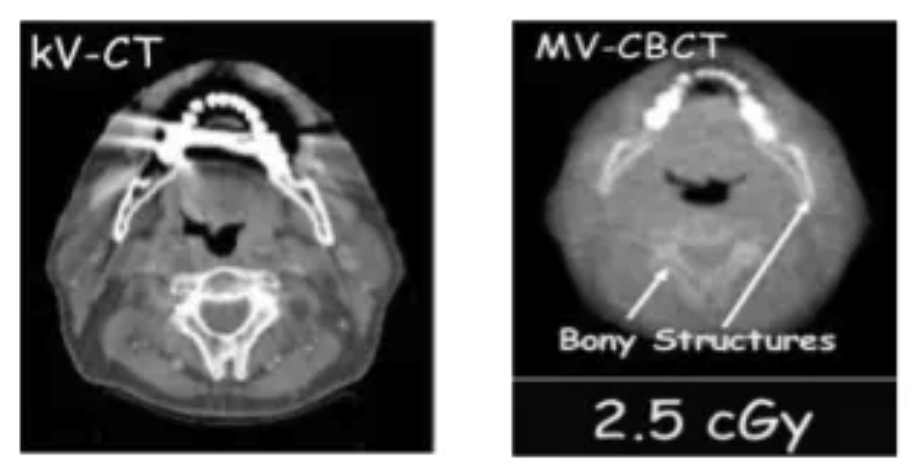 kV-CT
MV-CBCT
Bony Structures
2.5 cGy